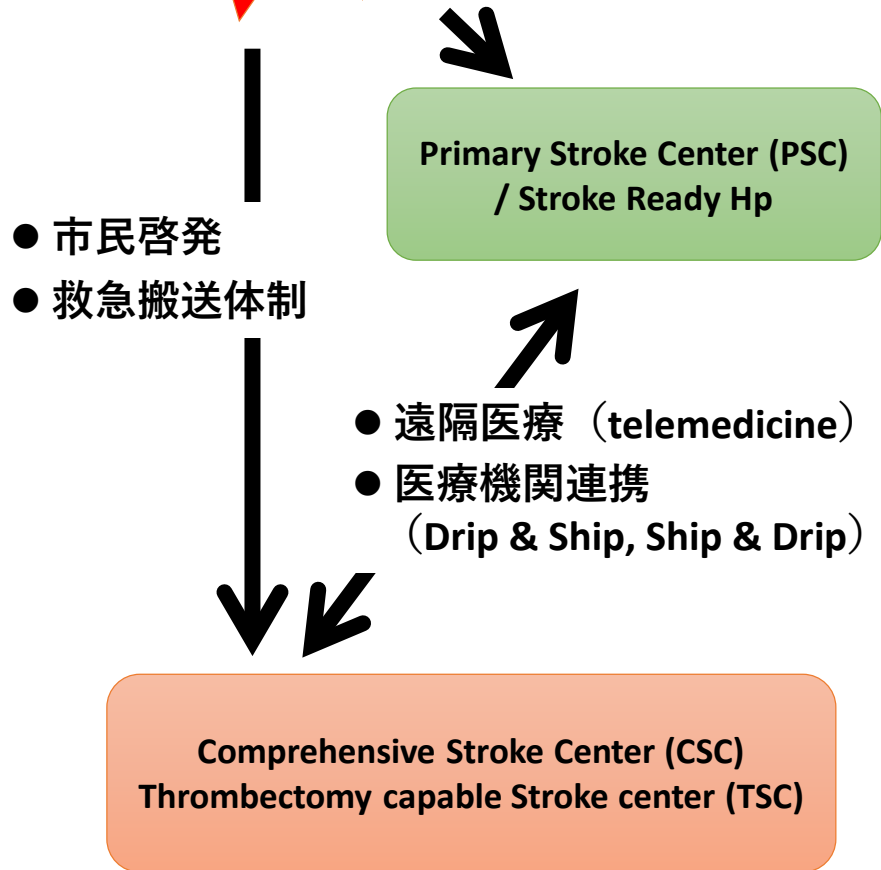 Primary Stroke Center (PSC)
/ Stroke Ready Hp
● 市民啓発
● 救急搬送体制
● 遠隔医療（telemedicine）
● 医療機関連携
（Drip & Ship, Ship & Drip）
Comprehensive Stroke Center (CSC)
Thrombectomy capable Stroke center (TSC)